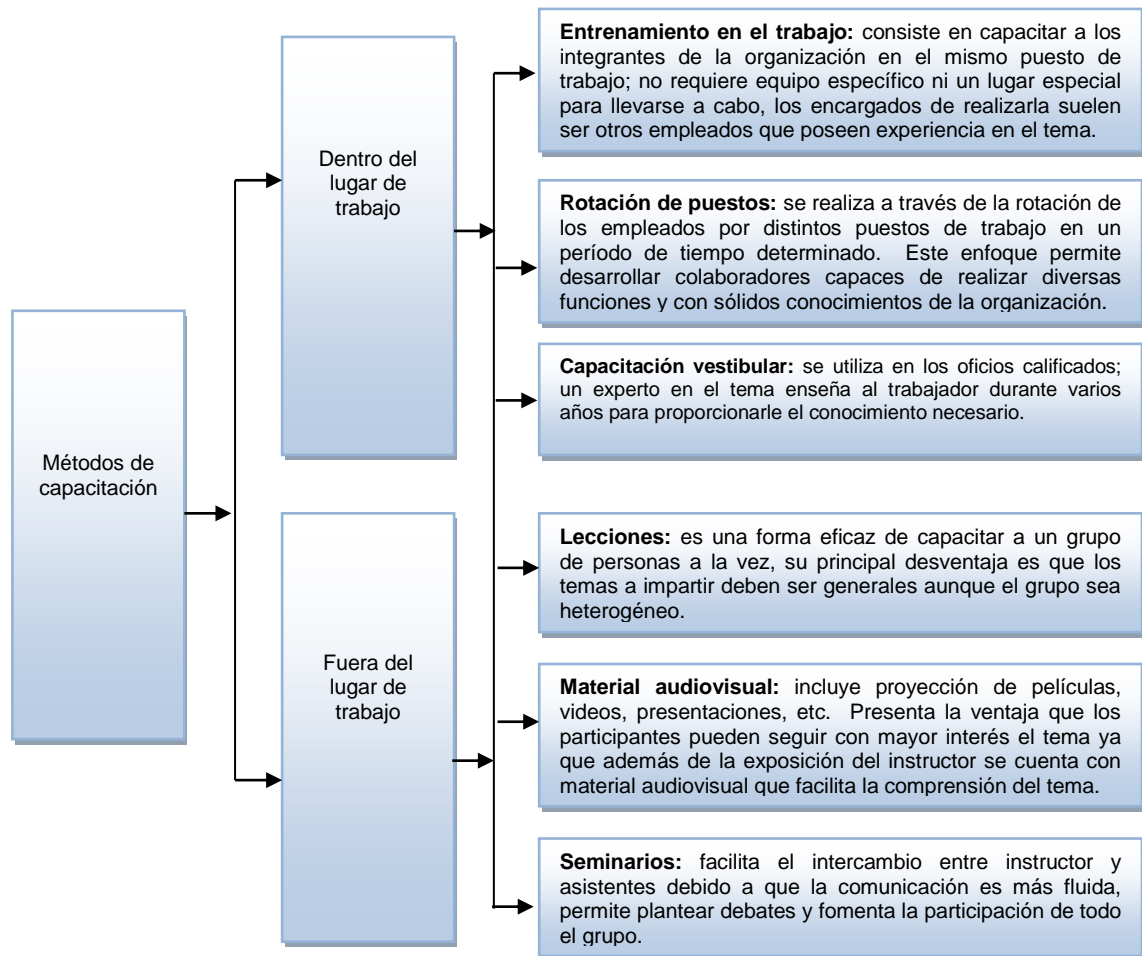 Métodos de
capacitación
Dentro del
lugar de
trabajo
Entrenamiento en el trabajo: consiste en capacitar a los
integrantes de la organización en el mismo puesto de
trabajo; no requiere equipo específico ni un lugar especial
para llevarse a cabo, los encargados de realizarla suelen
ser otros empleados que poseen experiencia en el tema.
Rotación de puestos: se realiza a través de la rotación de
los empleados por distintos puestos de trabajo en un
período de tiempo determinado. Este enfoque permite
desarrollar colaboradores capaces de realizar diversas
funciones y con sólidos conocimientos de la organización.
Capacitación vestibular: se utiliza en los oficios calificados;
un experto en el tema enseña al trabajador durante varios
años para proporcionarle el conocimiento necesario.
Fuera del
lugar de
trabajo
Lecciones: es una forma eficaz de capacitar a un grupo
de personas a la vez, su principal desventaja es que los
temas a impartir deben ser generales aunque el grupo sea
heterogéneo.
Material audiovisual: incluye proyección de películas,
videos, presentaciones, etc. Presenta la ventaja que los
participantes pueden seguir con mayor interés el tema ya
que además de la exposición del instructor se cuenta con
material audiovisual que facilita la comprensión del tema.
Seminarios: facilita el intercambio entre instructor y
asistentes debido a que la comunicación es más fluida,
permite plantear debates y fomenta la participación de todo
el grupo.